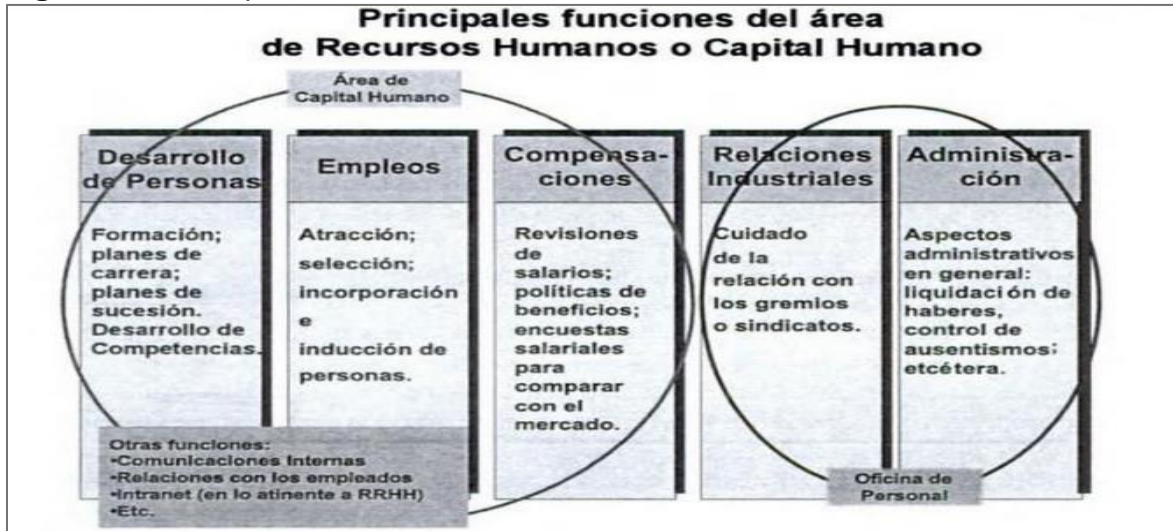 Principales funciones del área
de Recursos Humanos o Capital Humano
Área de
Capital Humano
Desarrollo
de Personas
Formación;
planes de
carrera;
planes de
sucesión.
Desarrollo de
Competencias.
Empleos
Atracción;
selección;
incorporación
e
inducción de
personas.
Compensa-
ciones
Revisiones
de
salarios;
políticas de
beneficios;
encuestas
salariales
para
comparar
con el
mercado.
Relaciones
Industriales
Cuidado
de la
relación con
los gremios
o sindicatos.
Administra-
ción
Aspectos
administrativos
en general:
liquidación de
haberes,
control de
ausentismos;
etcétera.
Otras funciones:
•Comunicaciones Internas
•Relaciones con los empleados
•Intranet (en lo atinente a RRHH)
•Etc.
Oficina de
Personal